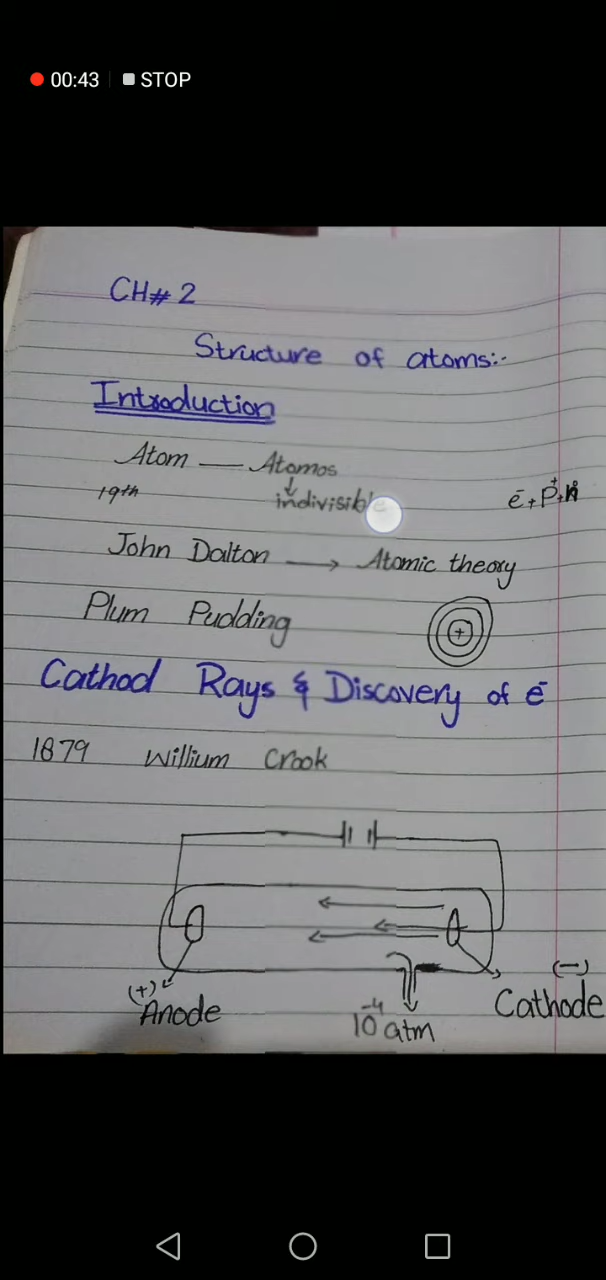 00:43 STOP
CH# 2
Structure of atoms:-
Introduction
Atom — Atomos
19th indivisible e⁻ + P⁺ + n°
John Dalton → Atomic theory
Plum Pudding +
Cathod Rays & Discovery of e⁻
1879 Willium Crook
(+) (-)
Anode Cathode
10⁻⁴ atm